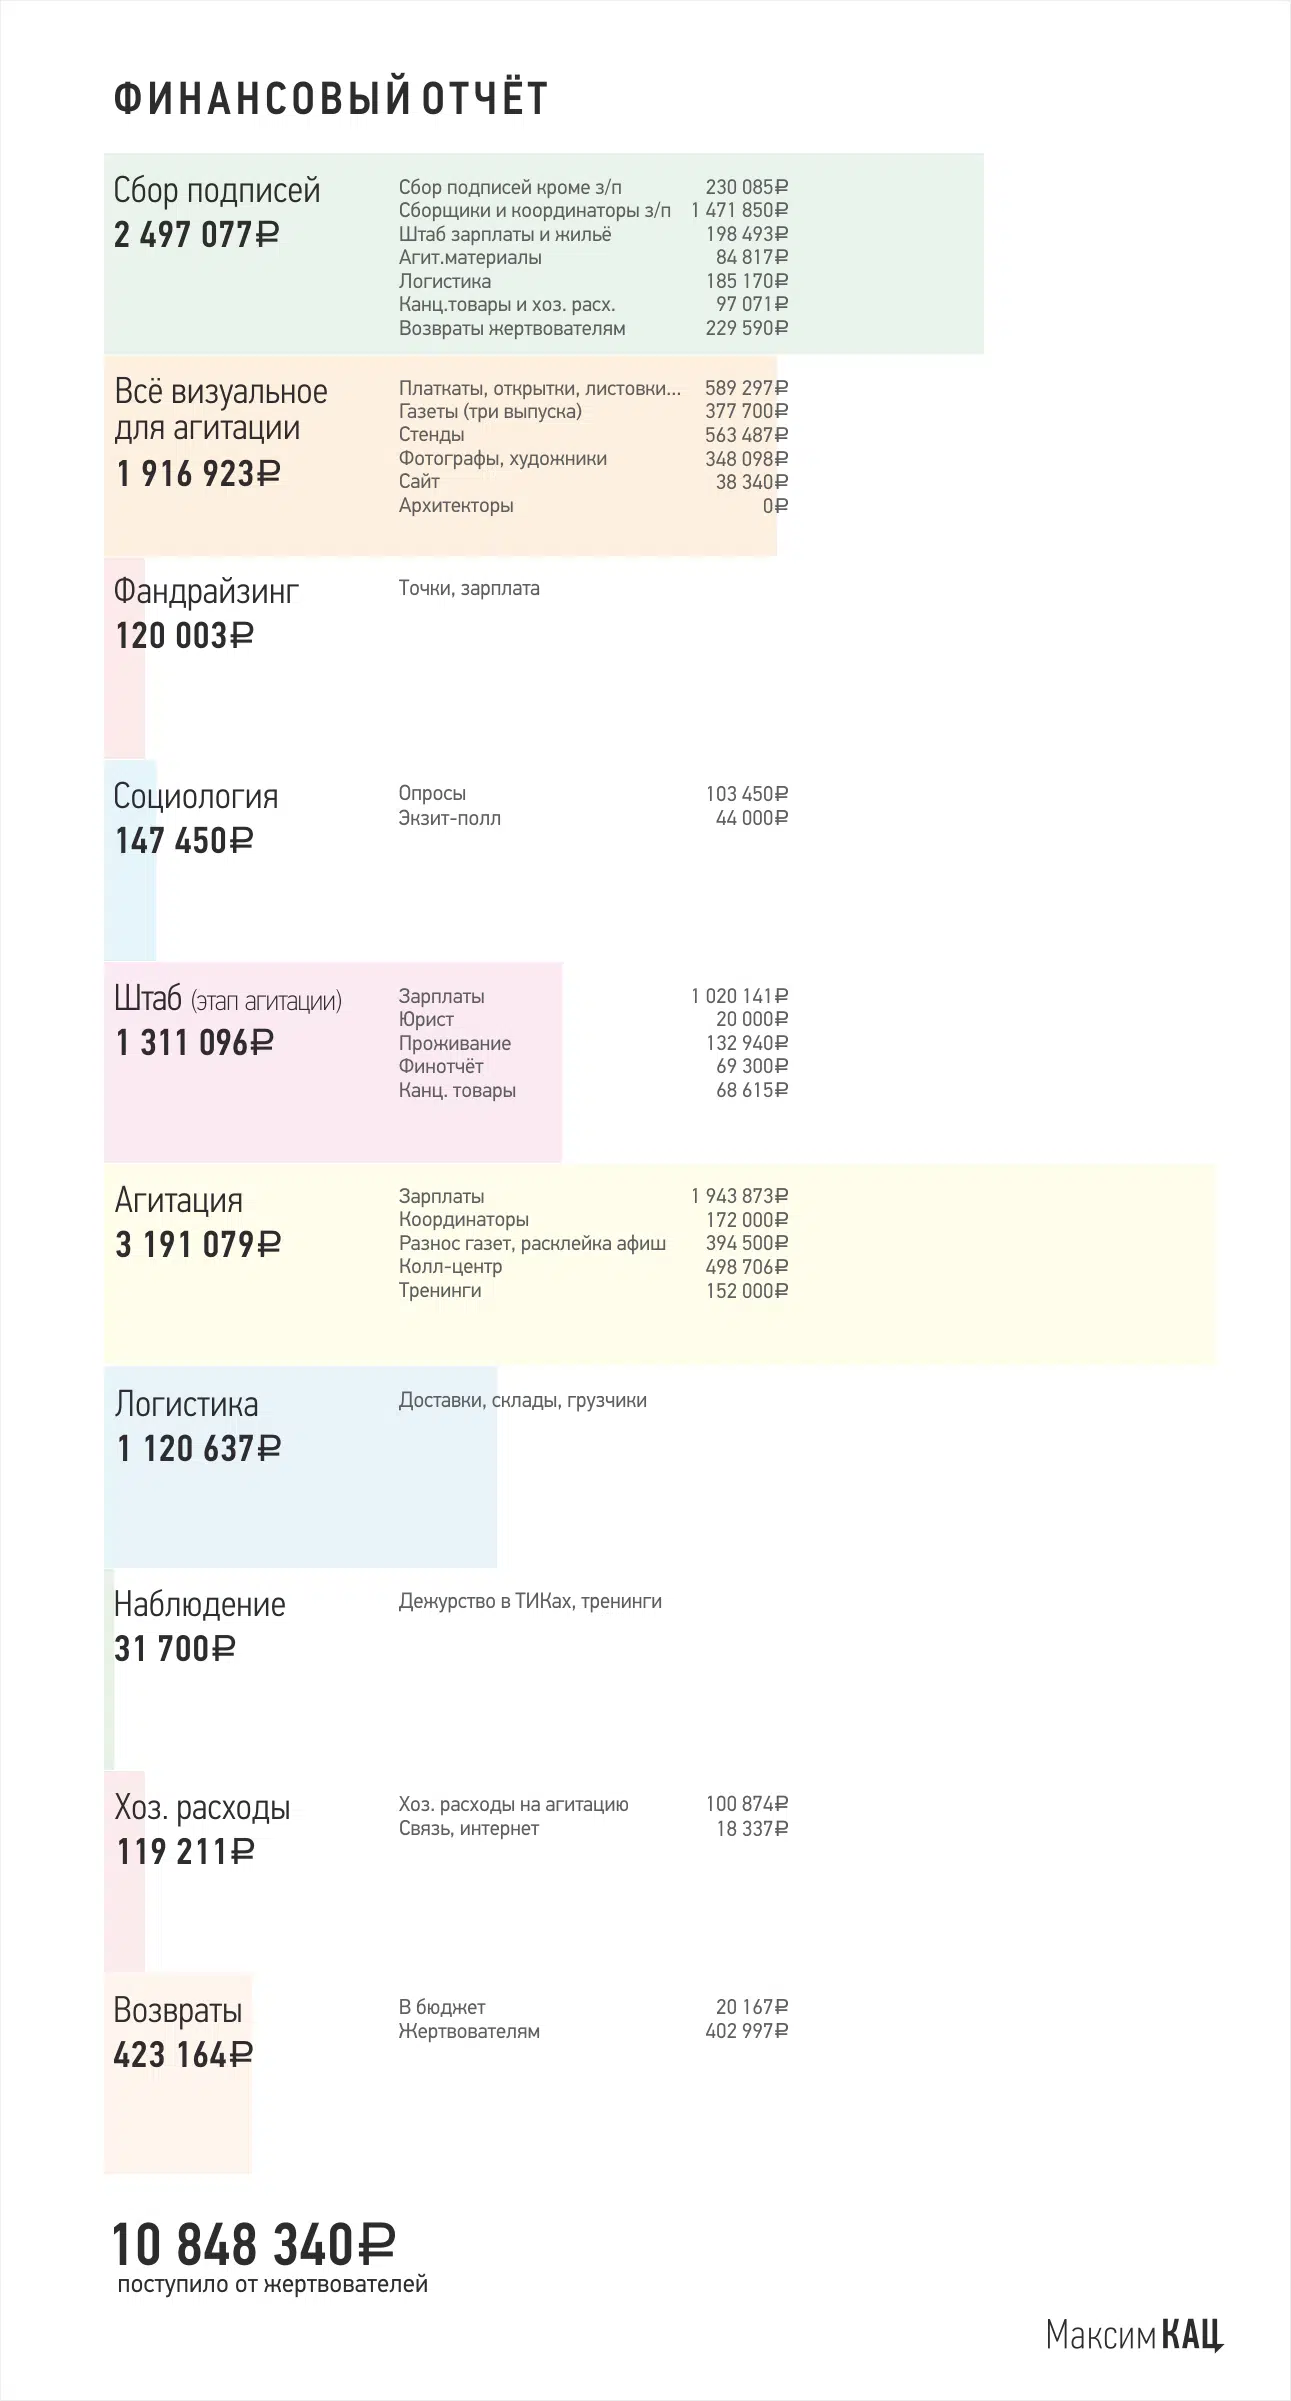 ФИНАНСОВЫЙ ОТЧЁТ
Сбор подписей
2 497 077₽
Сбор подписей кроме з/п 230 085₽
Сборщики и координаторы з/п 1 471 850₽
Штаб зарплаты и жильё 198 493₽
Агит.материалы 84 817₽
Логистика 185 170₽
Канц.товары и хоз. расх. 97 071₽
Возвраты жертвователям 229 590₽
Всё визуальное
для агитации
1 916 923₽
Платкаты, открытки, листовки... 589 297₽
Газеты (три выпуска) 377 700₽
Стенды 563 487₽
Фотографы, художники 348 098₽
Сайт 38 340₽
Архитекторы 0₽
Фандрайзинг
120 003₽
Точки, зарплата
Социология
147 450₽
Опросы 103 450₽
Экзит-полл 44 000₽
Штаб (этап агитации)
1 311 096₽
Зарплаты 1 020 141₽
Юрист 20 000₽
Проживание 132 940₽
Финотчёт 69 300₽
Канц. товары 68 615₽
Агитация
3 191 079₽
Зарплаты 1 943 873₽
Координаторы 172 000₽
Разнос газет, расклейка афиш 394 500₽
Колл-центр 498 706₽
Тренинги 152 000₽
Логистика
1 120 637₽
Доставки, склады, грузчики
Наблюдение
31 700₽
Дежурство в ТИКах, тренинги
Хоз. расходы
119 211₽
Хоз. расходы на агитацию 100 874₽
Связь, интернет 18 337₽
Возвраты
423 164₽
В бюджет 20 167₽
Жертвователям 402 997₽
10 848 340₽
поступило от жертвователей
Максим КАЦ